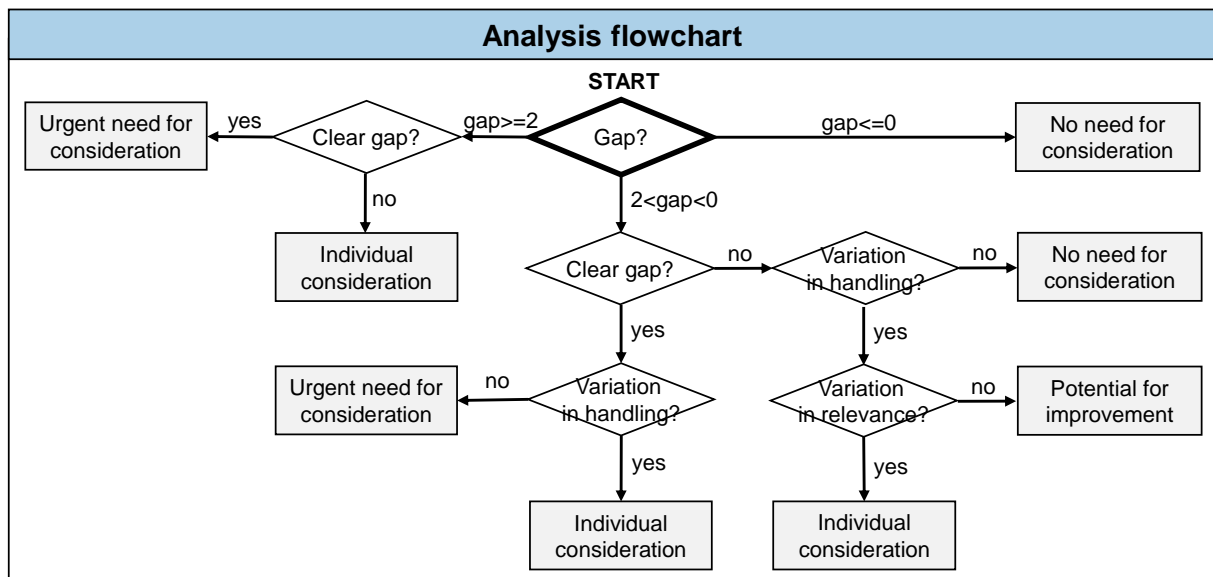 Analysis flowchart
START
Urgent need for
consideration
yes
Clear gap?
gap>=2
Gap?
gap<=0
No need for
consideration
no
2<gap<0
Individual
consideration
Clear gap?
no
Variation
in handling?
no
No need for
consideration
yes
yes
Urgent need for
consideration
no
Variation
in handling?
Variation
in relevance?
no
Potential for
improvement
yes
yes
Individual
consideration
Individual
consideration